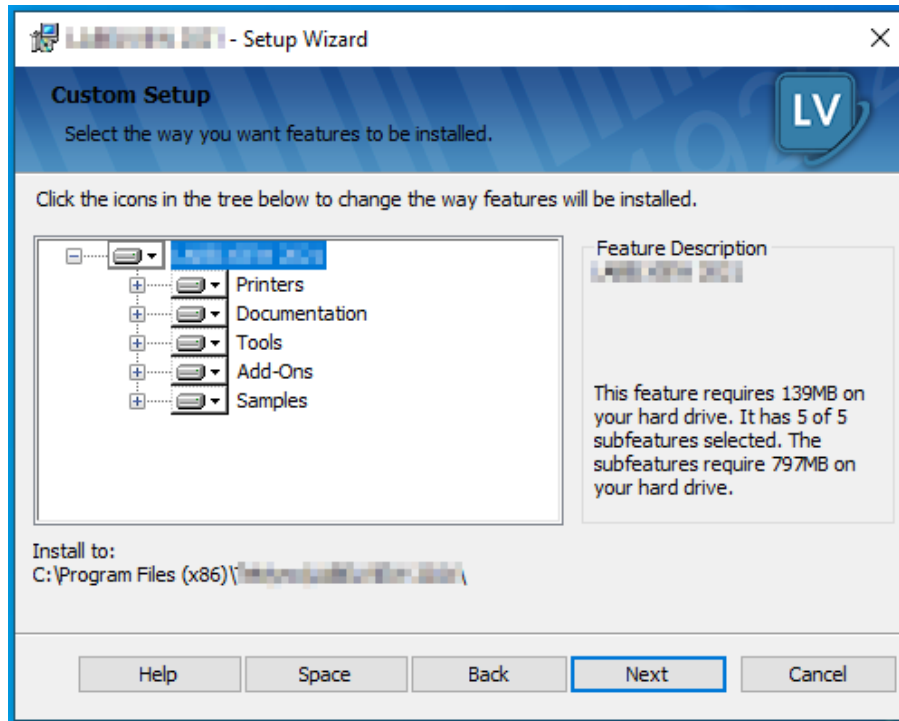 - Setup Wizard
Custom Setup
LV
Select the way you want features to be installed.
Click the icons in the tree below to change the way features will be installed.
Feature Description
Printers
Documentation
Tools
Add-Ons
Samples
This feature requires 139MB on
your hard drive. It has 5 of 5
subfeatures selected. The
subfeatures require 797MB on
your hard drive.
Install to:
C:\Program Files (x86)\
Help
Space
Back
Next
Cancel